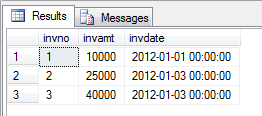 Results Messages
invno invamt invdate
1 1 10000 2012-01-01 00:00:00
2 2 25000 2012-01-03 00:00:00
3 3 40000 2012-01-03 00:00:00